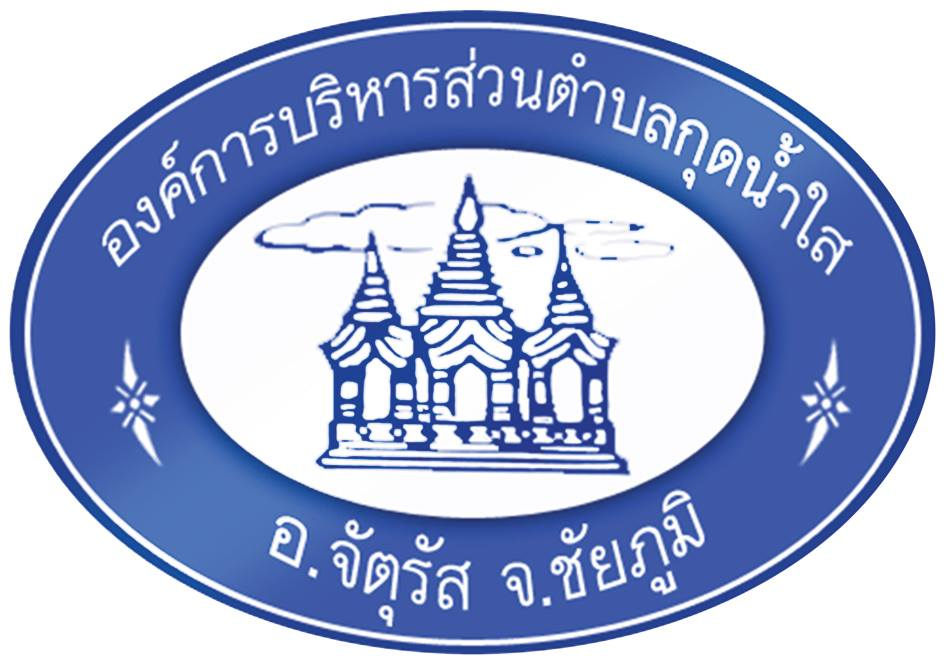 องค์การบริหารส่วนตำบลกุดน้ำใส
อ.จัตุรัส จ.ชัยภูมิ